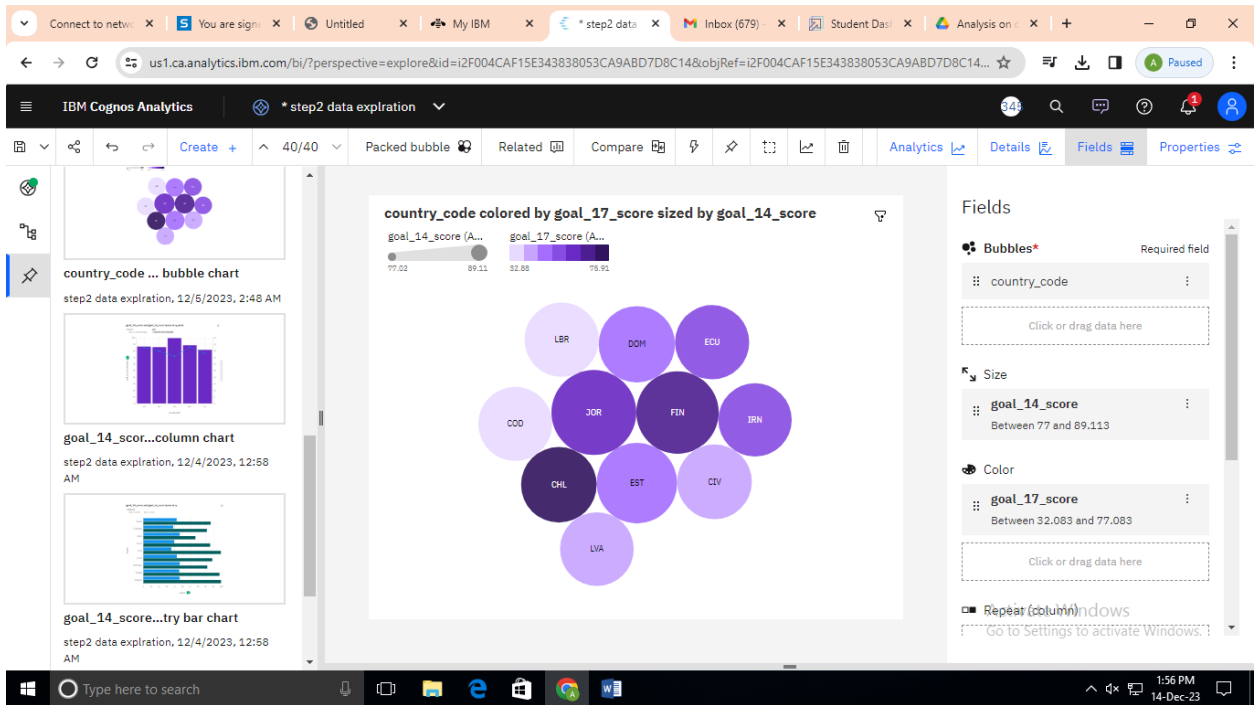 Connect to netwo
You are signe
Untitled
My IBM
* step2 data
Inbox (679) -
Student Das
Analysis on c
us1.ca.analytics.ibm.com/bi/?perspective=explore&id=i2F004CAF15E343838053CA9ABD7D8C14&objRef=i2F004CAF15E343838053CA9ABD7D8C14...
A Paused
IBM Cognos Analytics
* step2 data explration
345
1
Create +
40/40
Packed bubble
Related
Compare
Analytics
Details
Fields
Properties
country_code ... bubble chart
step2 data explration, 12/5/2023, 2:48 AM
goal_14_scor...column chart
step2 data explration, 12/4/2023, 12:58
AM
goal_14_score...try bar chart
step2 data explration, 12/4/2023, 12:58
AM
country_code colored by goal_17_score sized by goal_14_score
goal_14_score (A...
goal_17_score (A...
77.02
89.11
32.88
75.91
LBR
DOM
ECU
COD
JOR
FIN
IRN
CHL
EST
CIV
LVA
Fields
Bubbles*
Required field
country_code
Click or drag data here
Size
goal_14_score
Between 77 and 89.113
Color
goal_17_score
Between 32.083 and 77.083
Click or drag data here
Repeat (column)
Activate Windows
Go to Settings to activate Windows.
Type here to search
1:56 PM
14-Dec-23